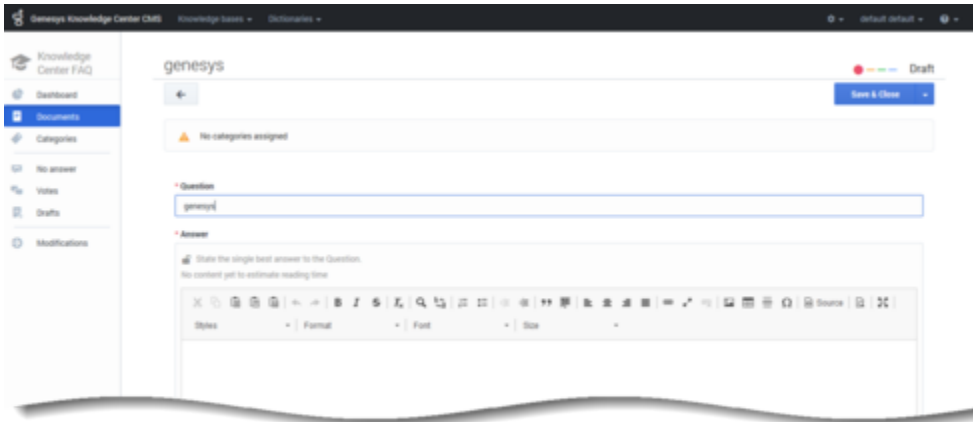 Genesys Knowledge Center CMS Knowledge bases Dictionaries default default
Knowledge
Center FAQ
genesys
Draft
Dashboard
Save & Close
Documents
Categories
No categories assigned
No answer
Votes
Drafts
Modifications
* Question
genesys
* Answer
State the single best answer to the Question.
No content yet to estimate reading time
Source
Styles Format Font Size